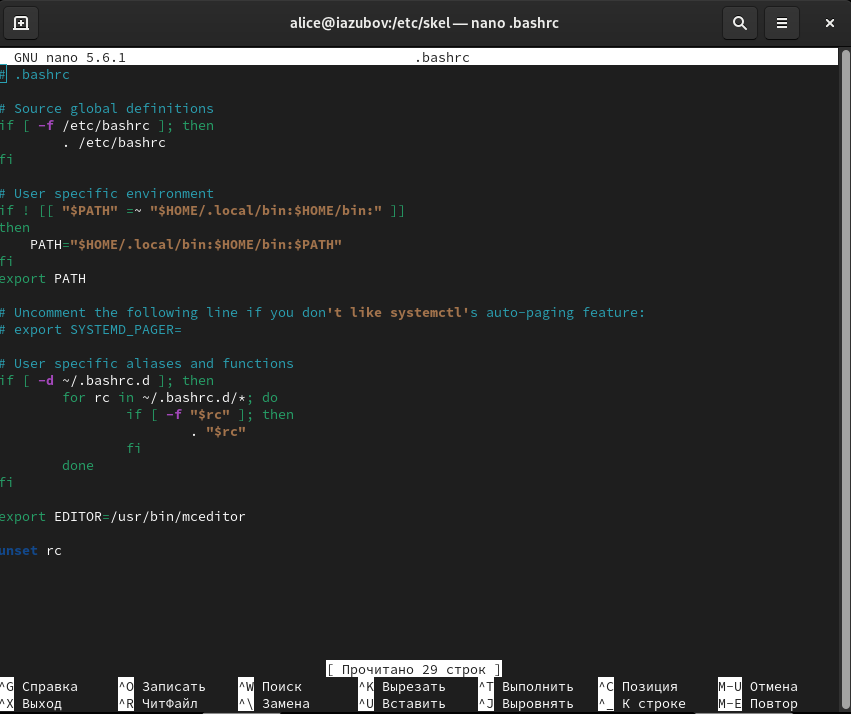 alice@iazubov:/etc/skel — nano .bashrc
GNU nano 5.6.1 .bashrc
# .bashrc
# Source global definitions
if [ -f /etc/bashrc ]; then
. /etc/bashrc
fi
# User specific environment
if ! [[ "$PATH" =~ "$HOME/.local/bin:$HOME/bin:" ]]
then
PATH="$HOME/.local/bin:$HOME/bin:$PATH"
fi
export PATH
# Uncomment the following line if you don't like systemctl's auto-paging feature:
# export SYSTEMD_PAGER=
# User specific aliases and functions
if [ -d ~/.bashrc.d ]; then
for rc in ~/.bashrc.d/*; do
if [ -f "$rc" ]; then
. "$rc"
fi
done
fi
export EDITOR=/usr/bin/mceditor
unset rc
[ Прочитано 29 строк ]
^G Справка ^O Записать ^W Поиск ^K Вырезать ^T Выполнить ^C Позиция M-U Отмена
^X Выход ^R ЧитФайл ^\ Замена ^U Вставить ^J Выровнять ^_ К строке M-E Повтор